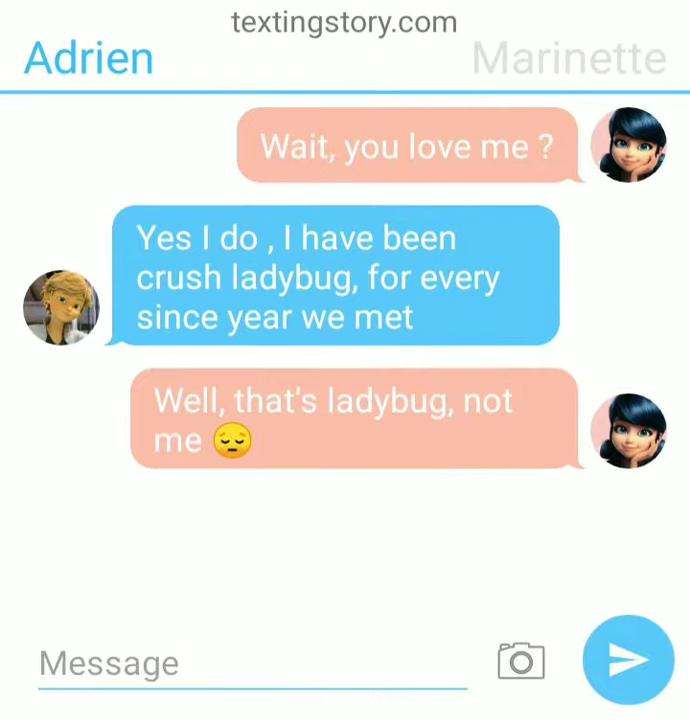 textingstory.com
Adrien
Marinette
Wait, you love me ?
Yes I do , I have been
crush ladybug, for every
since year we met
Well, that's ladybug, not
me 😔
Message